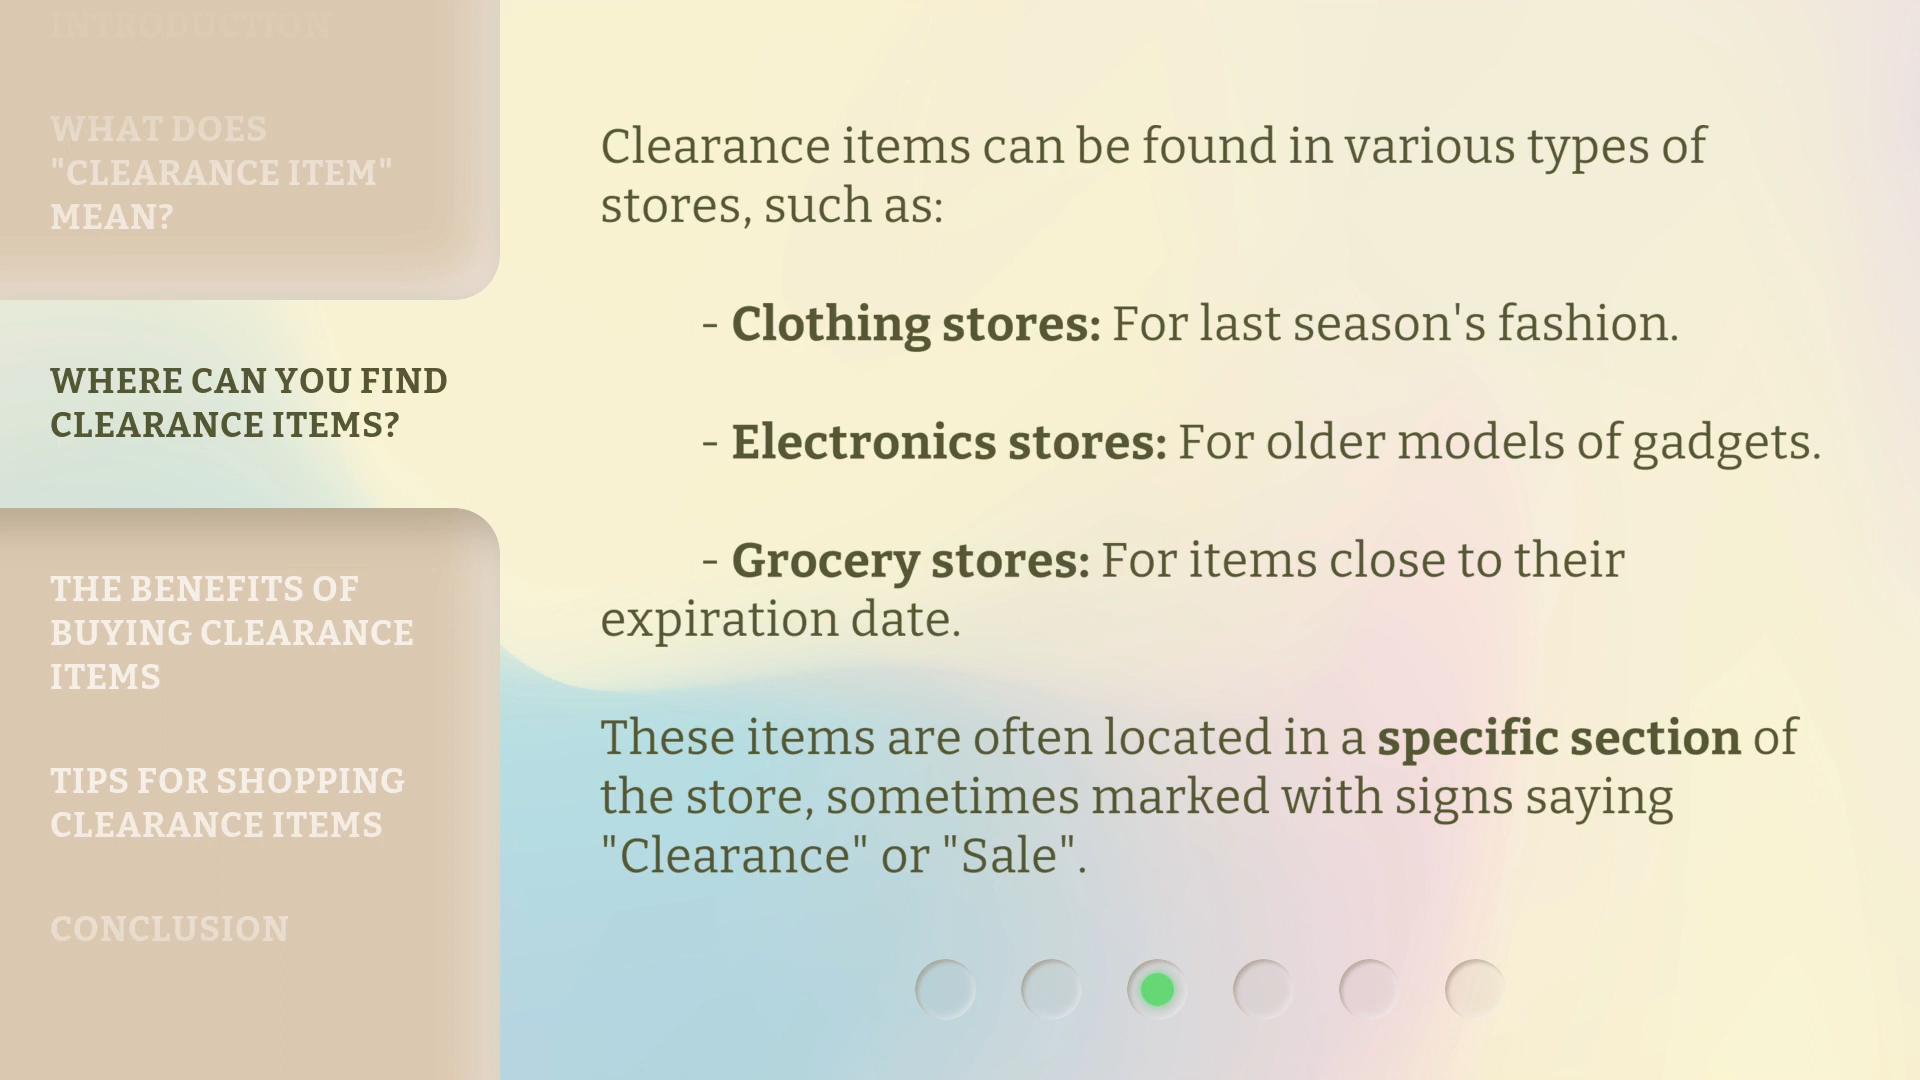 INTRODUCTION
WHAT DOES
"CLEARANCE ITEM"
MEAN?
WHERE CAN YOU FIND
CLEARANCE ITEMS?
THE BENEFITS OF
BUYING CLEARANCE
ITEMS
TIPS FOR SHOPPING
CLEARANCE ITEMS
CONCLUSION
Clearance items can be found in various types of
stores, such as:
- Clothing stores: For last season's fashion.
- Electronics stores: For older models of gadgets.
- Grocery stores: For items close to their
expiration date.
These items are often located in a specific section of
the store, sometimes marked with signs saying
"Clearance" or "Sale".